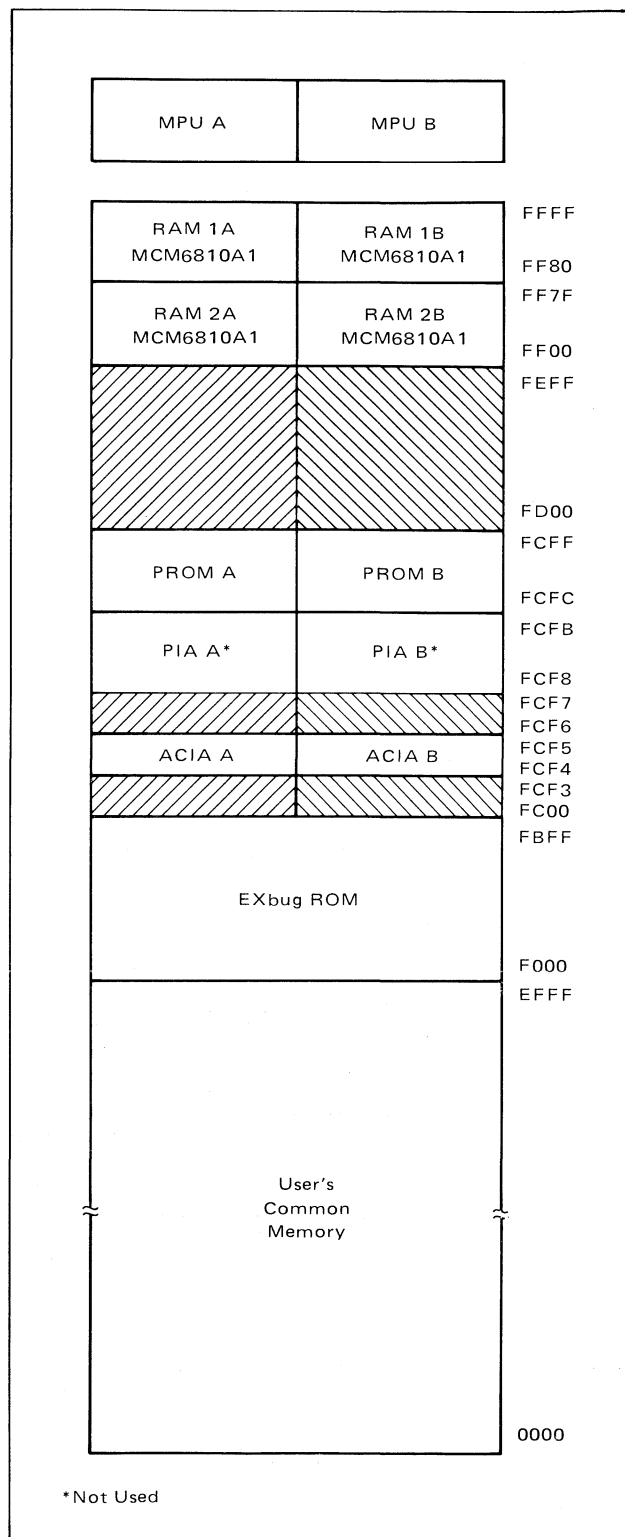 MPU A MPU B
RAM 1A RAM 1B FFFF
MCM6810A1 MCM6810A1 FF80
RAM 2A RAM 2B FF7F
MCM6810A1 MCM6810A1 FF00
FEFF
FD00
FCFF
PROM A PROM B
FCFC
FCFB
PIA A* PIA B*
FCF8
FCF7
FCF6
ACIA A ACIA B FCF5
FCF4
FCF3
FC00
FBFF
EXbug ROM
F000
EFFF
User's
Common
Memory
0000
*Not Used